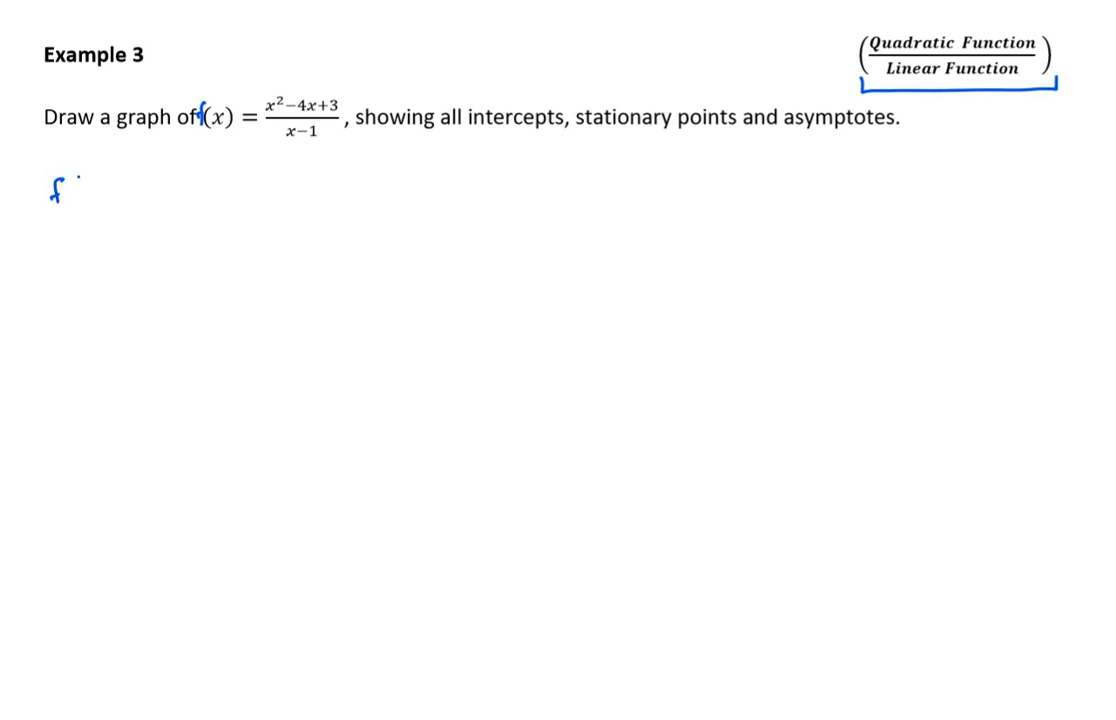 Example 3
(Quadratic Function / Linear Function)
Draw a graph of f(x) = (x²−4x+3)/(x−1) , showing all intercepts, stationary points and asymptotes.
f